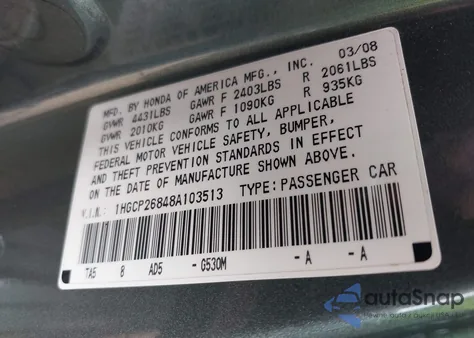 MFD. BY HONDA OF AMERICA MFG., INC. 03/08
GVWR 4431LBS GAWR F 2403LBS R 2061LBS
GVWR 2010KG GAWR F 1090KG R 935KG
THIS VEHICLE CONFORMS TO ALL APPLICABLE
FEDERAL MOTOR VEHICLE SAFETY, BUMPER,
AND THEFT PREVENTION STANDARDS IN EFFECT
ON THE DATE OF MANUFACTURE SHOWN ABOVE.
V.I.N.: 1HGCP26848A103513 TYPE:PASSENGER CAR
TA5 8 AD5 -G530M -A -A
autoSnap